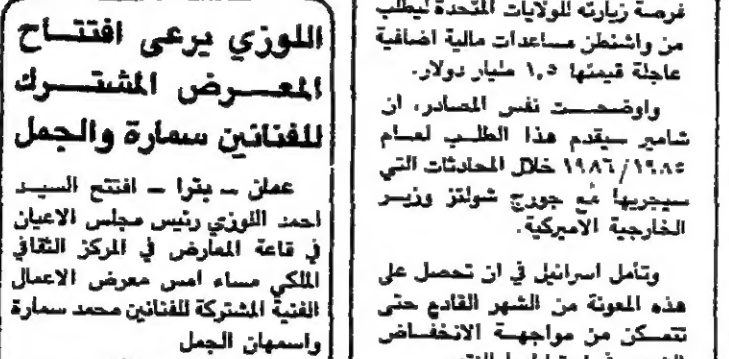 فرصة زيارته للولايات المتحدة ليطلب
من واشنطن مساعدات مالية اضافية
عاجلة قيمتها ١,٥ مليار دولار.
واوضحت نفس المصادر، ان
شامير سيقدم هذا الطلب لعام
١٩٨٦/١٩٨٥ خلال المحادثات التي
سيجريها مع جورج شولتز وزير
الخارجية الاميركية.
وتأمل اسرائيل في ان تحصل على
هذه المعونة من الشهر القادم حتى
تتمكن من مواجهة الانخفاض
اللوزي يرعى افتتاح
المعرض المشترك
للفنانين سمارة والجمل
عمان – بترا – افتتح السيد
احمد اللوزي رئيس مجلس الاعيان
في قاعة المعارض في المركز الثقافي
الملكي مساء امس معرض الاعمال
الفنية المشتركة للفنانين محمد سمارة
واسمهان الجمل